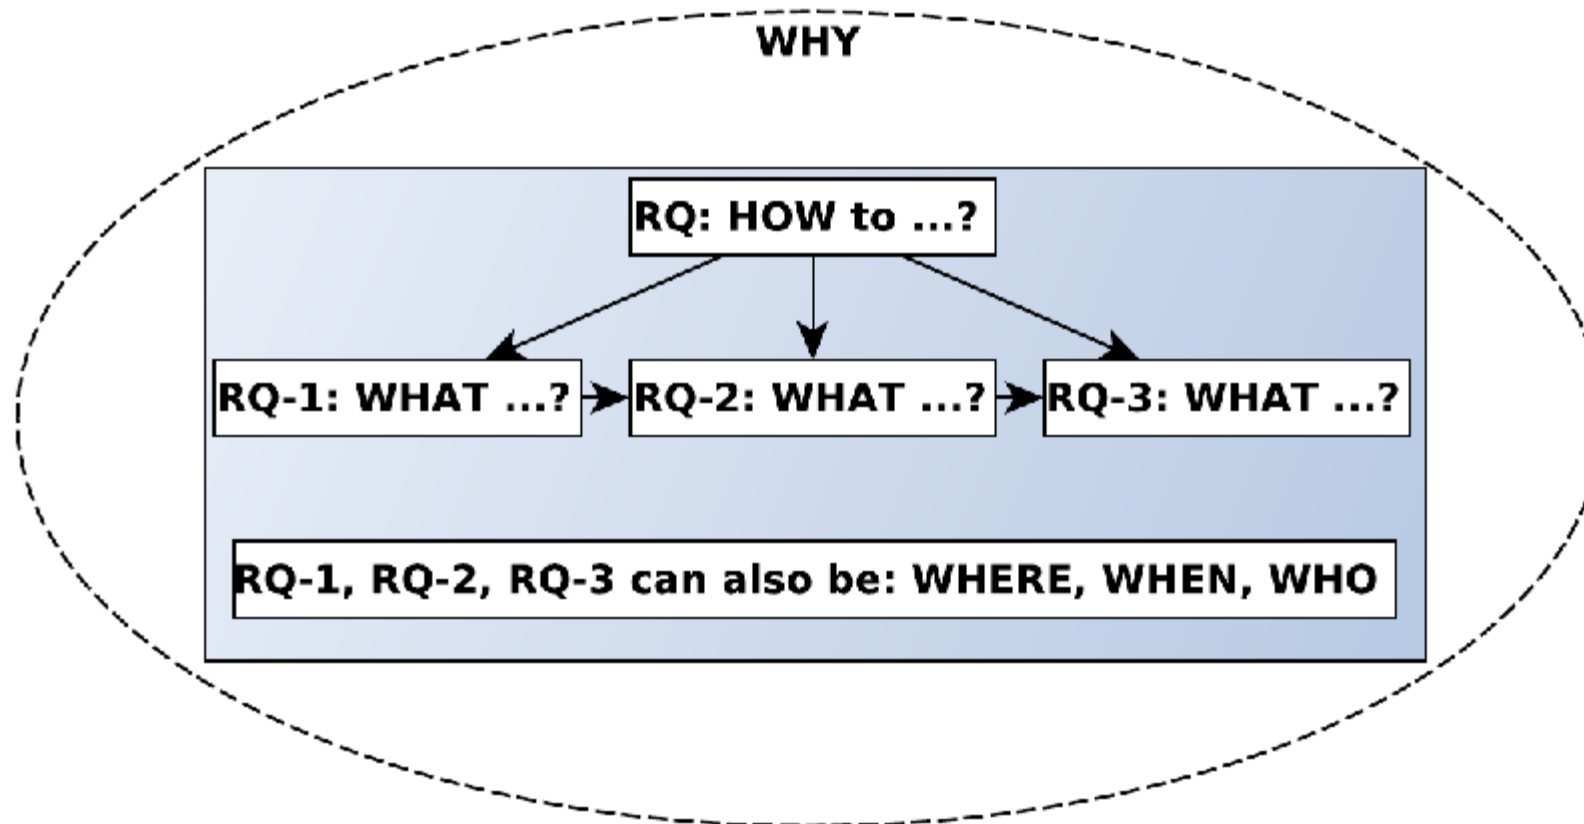 WHY
RQ: HOW to ...?
RQ-1: WHAT ...?
RQ-2: WHAT ...?
RQ-3: WHAT ...?
RQ-1, RQ-2, RQ-3 can also be: WHERE, WHEN, WHO